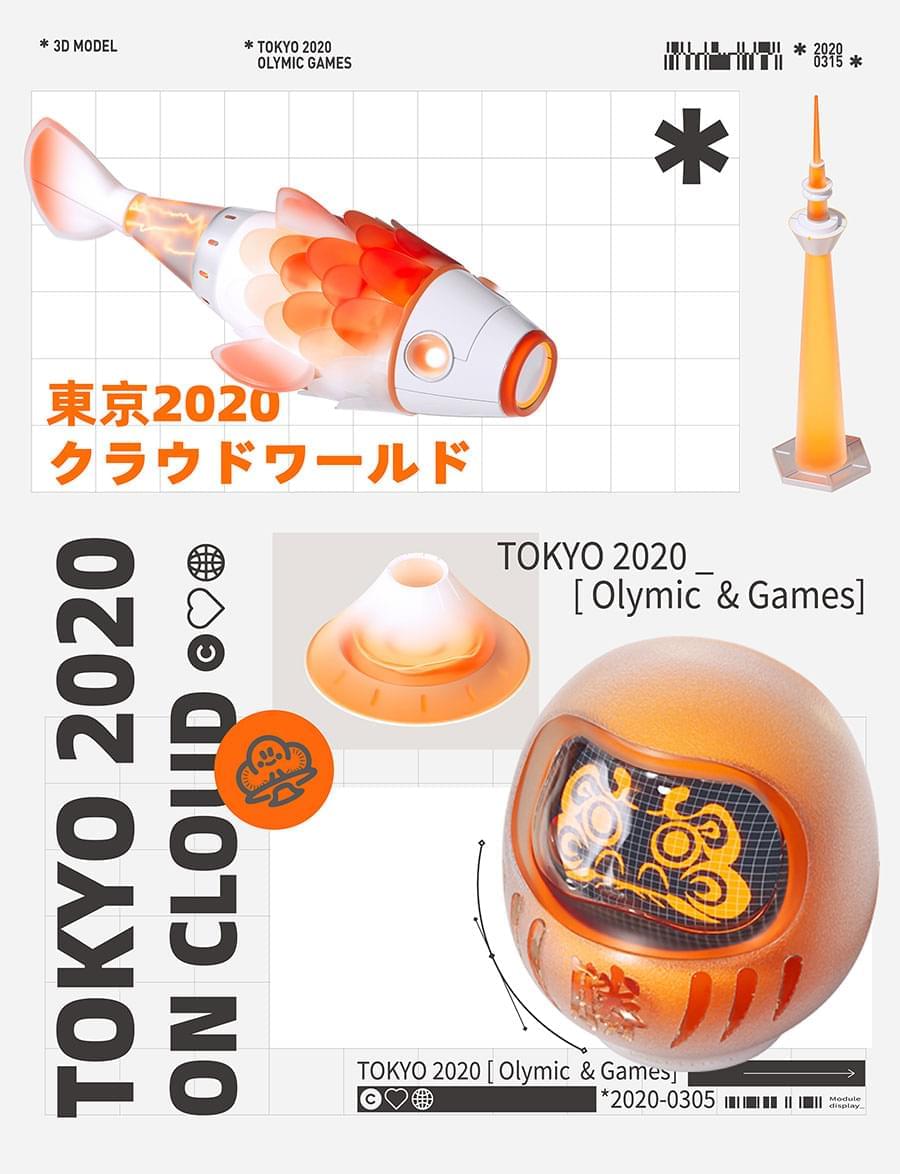 * 3D MODEL
* TOKYO 2020
OLYMIC GAMES
* 2020
0315 *
*
東京2020
クラウドワールド
TOKYO 2020
ON CLOUD
TOKYO 2020 _
[ Olymic & Games]
勝
TOKYO 2020 [ Olymic & Games]
*2020-0305
Module
display_